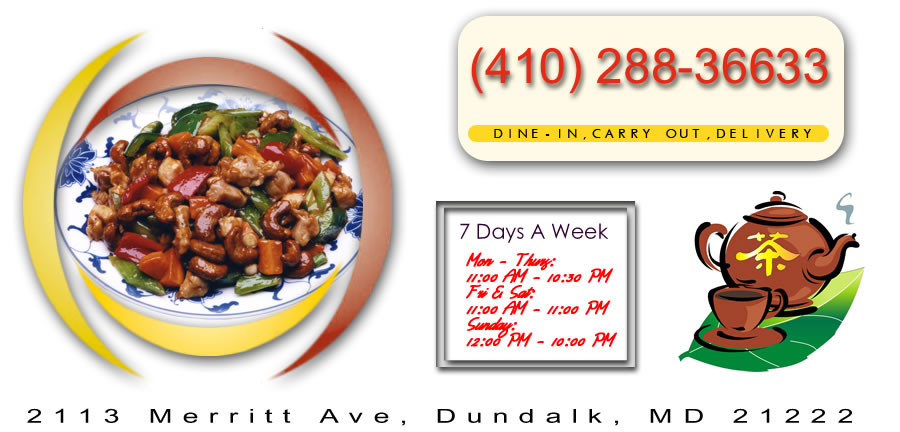 (410) 288-36633
DINE-IN,CARRY OUT,DELIVERY
7 Days A Week
Mon - Thurs:
11:00 AM - 10:30 PM
Fri & Sat:
11:00 AM - 11:00 PM
Sunday:
12:00 PM - 10:00 PM
茶
2113 Merritt Ave, Dundalk, MD 21222